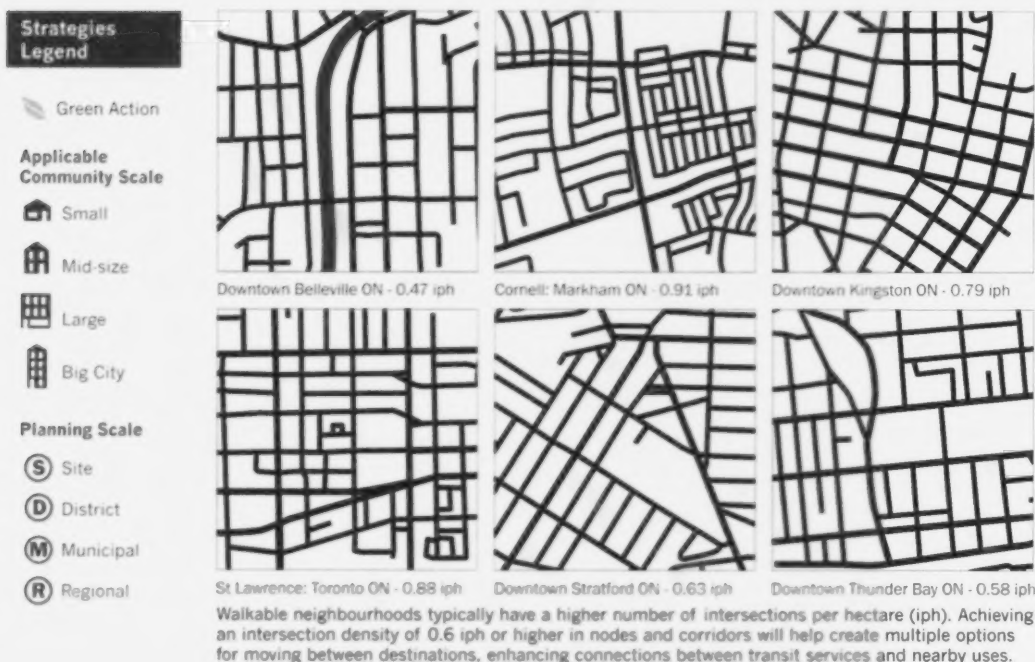 Strategies
Legend
Green Action
Applicable
Community Scale
Small
Mid-size
Large
Big City
Planning Scale
S Site
D District
M Municipal
R Regional
Downtown Belleville ON - 0.47 iph
Cornell: Markham ON - 0.91 iph
Downtown Kingston ON - 0.79 iph
St Lawrence: Toronto ON - 0.88 iph
Downtown Stratford ON - 0.63 iph
Downtown Thunder Bay ON - 0.58 iph
Walkable neighbourhoods typically have a higher number of intersections per hectare (iph). Achieving
an intersection density of 0.6 iph or higher in nodes and corridors will help create multiple options
for moving between destinations, enhancing connections between transit services and nearby uses.